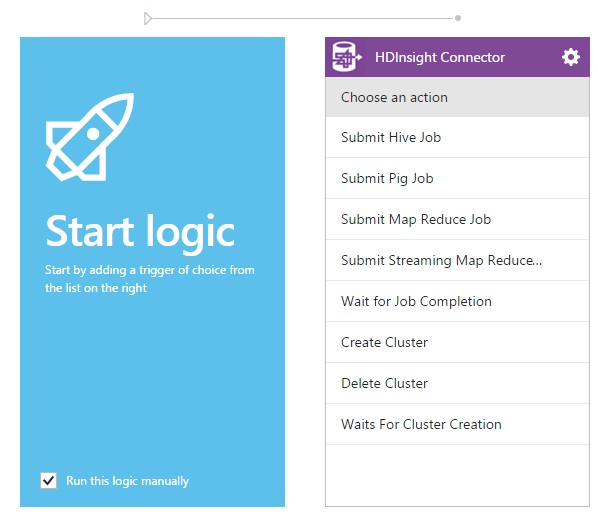 Start logic
Start by adding a trigger of choice from
the list on the right
Run this logic manually
HDInsight Connector
Choose an action
Submit Hive Job
Submit Pig Job
Submit Map Reduce Job
Submit Streaming Map Reduce...
Wait for Job Completion
Create Cluster
Delete Cluster
Waits For Cluster Creation